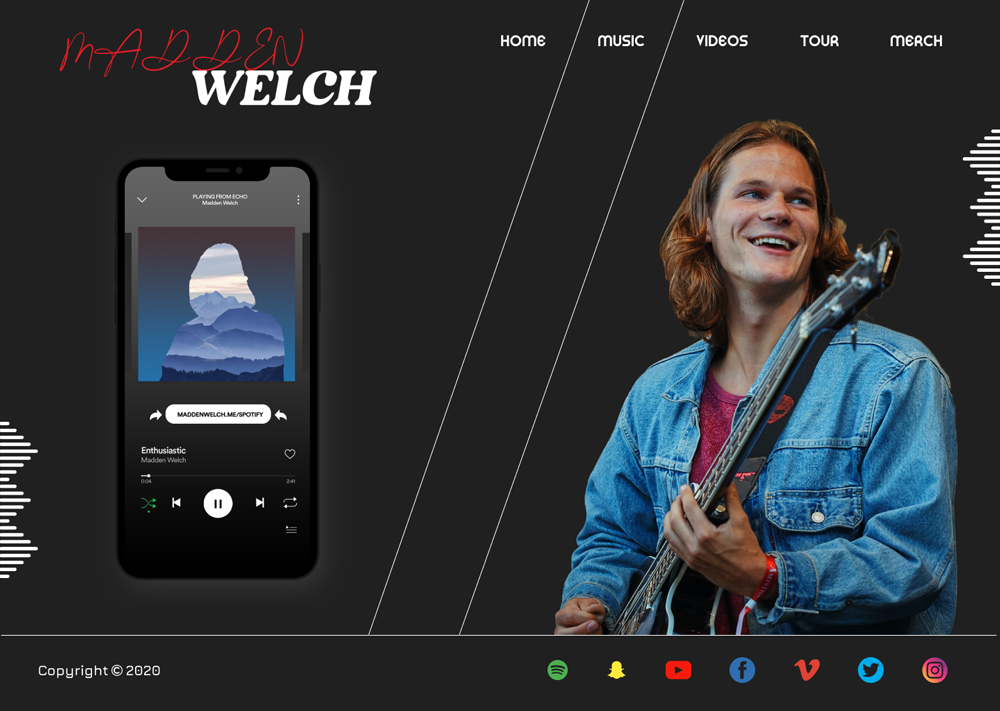 MADDEN
WELCH
HOME MUSIC VIDEOS TOUR MERCH
PLAYING FROM ECHO
Madden Welch
MADDENWELCH.ME/SPOTIFY
Enthusiastic
Madden Welch
0:04 2:41
Copyright © 2020